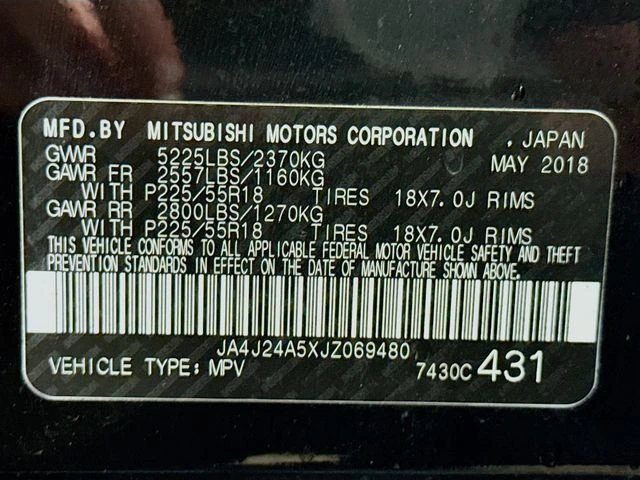 MFD.BY MITSUBISHI MOTORS CORPORATION , JAPAN
GVWR 5225LBS/2370KG MAY 2018
GAWR FR 2557LBS/1160KG
WITH P225/55R18 TIRES 18X7.0J RIMS
GAWR RR 2800LBS/1270KG
WITH P225/55R18 TIRES 18X7.0J RIMS
THIS VEHICLE CONFORMS TO ALL APPLICABLE FEDERAL MOTOR VEHICLE SAFETY AND THEFT
PREVENTION STANDARDS IN EFFECT ON THE DATE OF MANUFACTURE SHOWN ABOVE.
JA4J24A5XJZ069480
VEHICLE TYPE: MPV 7430C 431